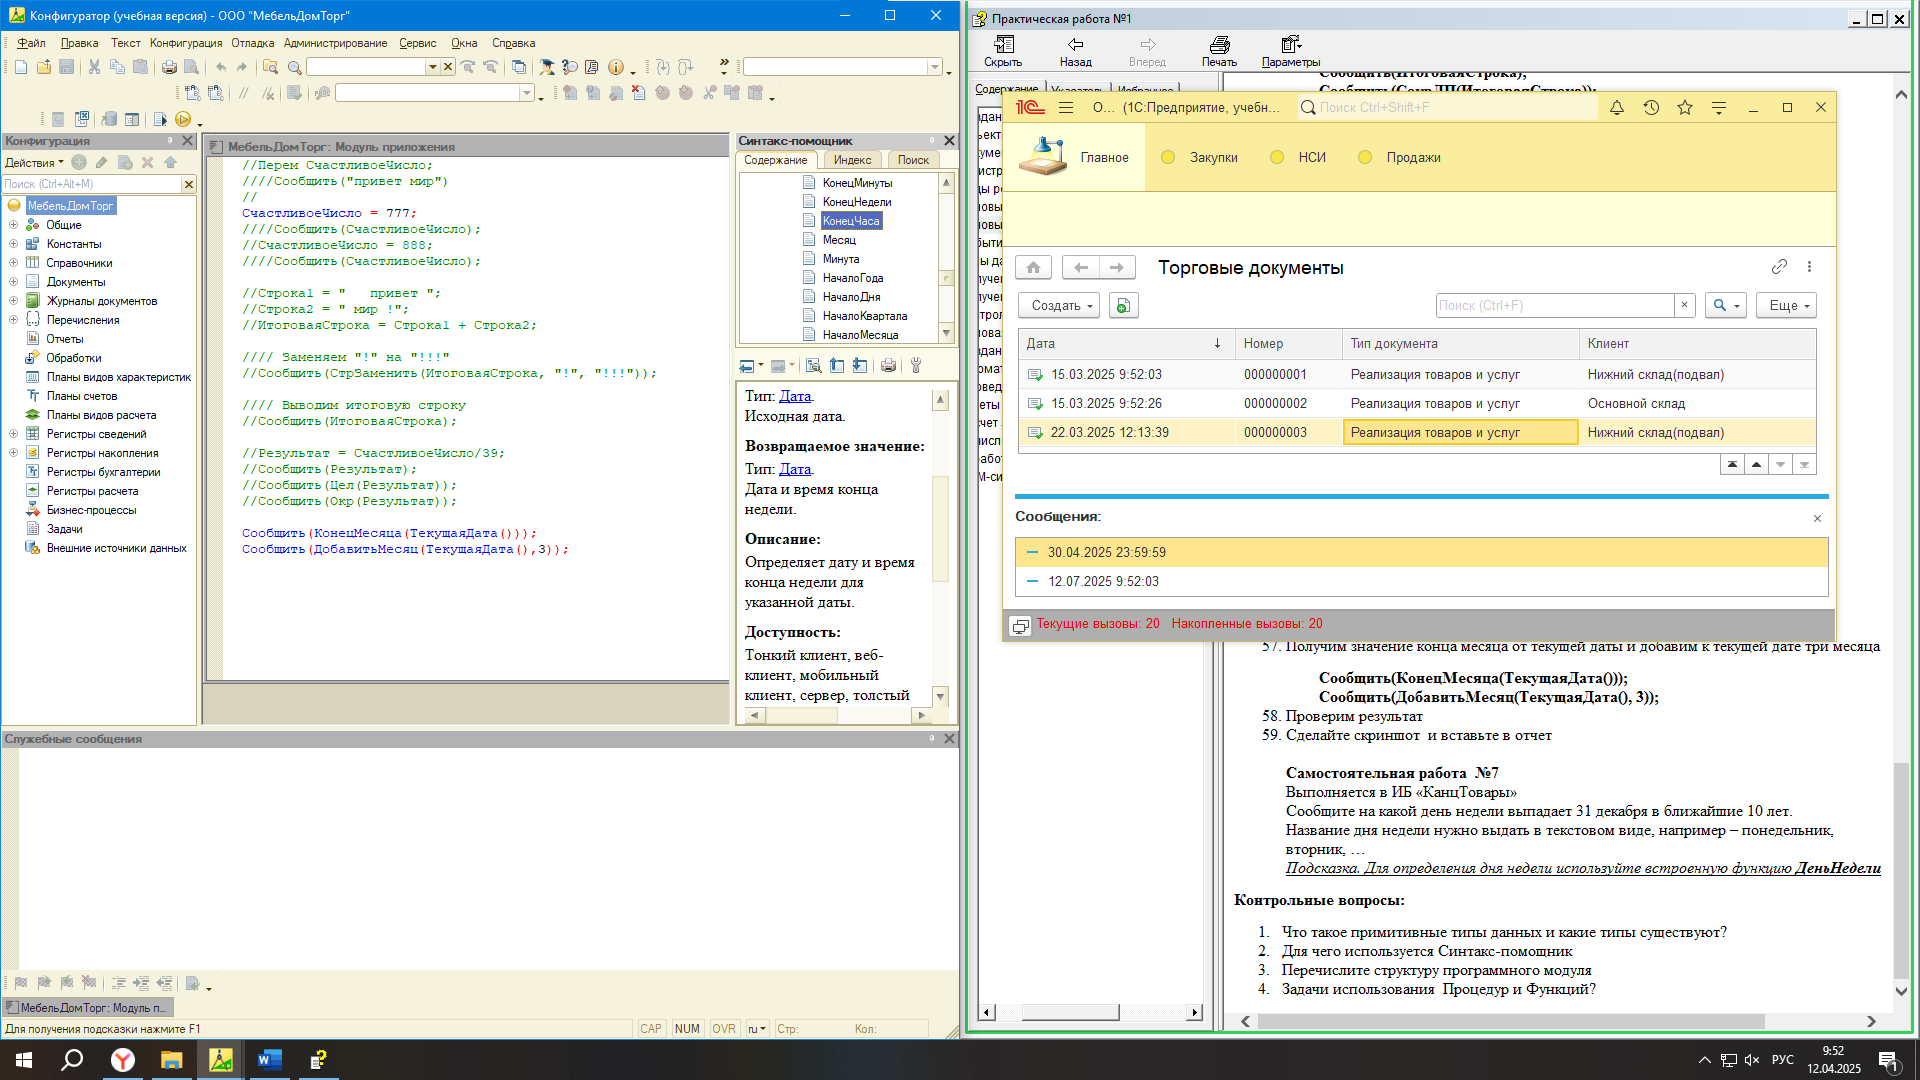 Конфигуратор (учебная версия) - ООО "МебельДомТорг"
Файл Правка Текст Конфигурация Отладка Администрирование Сервис Окна Справка
Конфигурация
Действия
Поиск (Ctrl+Alt+M)
МебельДомТорг
Общие
Константы
Справочники
Документы
Журналы документов
Перечисления
Отчеты
Обработки
Планы видов характеристик
Планы счетов
Планы видов расчета
Регистры сведений
Регистры накопления
Регистры бухгалтерии
Регистры расчета
Бизнес-процессы
Задачи
Внешние источники данных
МебельДомТорг: Модуль приложения
//Перем СчастливоеЧисло;
////Сообщить("привет мир")
//
СчастливоеЧисло = 777;
////Сообщить(СчастливоеЧисло);
//СчастливоеЧисло = 888;
////Сообщить(СчастливоеЧисло);
//Строка1 = "   привет ";
//Строка2 = " мир !";
//ИтоговаяСтрока = Строка1 + Строка2;
//// Заменяем "!" на "!!!"
//Сообщить(СтрЗаменить(ИтоговаяСтрока, "!", "!!!"));
//// Выводим итоговую строку
//Сообщить(ИтоговаяСтрока);
//Результат = СчастливоеЧисло/39;
//Сообщить(Результат);
//Сообщить(Цел(Результат));
//Сообщить(Окр(Результат));
Сообщить(КонецМесяца(ТекущаяДата()));
Сообщить(ДобавитьМесяц(ТекущаяДата(),3));
Синтакс-помощник
Содержание Индекс Поиск
КонецМинуты
КонецНедели
КонецЧаса
Месяц
Минута
НачалоГода
НачалоДня
НачалоКвартала
НачалоМесяца
Тип: Дата.
Исходная дата.
Возвращаемое значение:
Тип: Дата.
Дата и время конца
недели.
Описание:
Определяет дату и время
конца недели для
указанной даты.
Доступность:
Тонкий клиент, веб-
клиент, мобильный
клиент, сервер, толстый
Служебные сообщения
МебельДомТорг: Модуль п...
Для получения подсказки нажмите F1
CAP NUM OVR ru Стр: Кол:
Практическая работа №1
Скрыть Назад Вперед Печать Параметры
Содержание Указатель Избранное
Сообщить(ИтоговаяСтрока);
Сообщить(СокрЛП(ИтоговаяСтрока));
1С О... (1С:Предприятие, учебн... Поиск Ctrl+Shift+F
Главное Закупки НСИ Продажи
Торговые документы
Создать Поиск (Ctrl+F) × Еще
Дата ↓ Номер Тип документа Клиент
15.03.2025 9:52:03 000000001 Реализация товаров и услуг Нижний склад(подвал)
15.03.2025 9:52:26 000000002 Реализация товаров и услуг Основной склад
22.03.2025 12:13:39 000000003 Реализация товаров и услуг Нижний склад(подвал)
Сообщения:
30.04.2025 23:59:59
12.07.2025 9:52:03
Текущие вызовы: 20 Накопленные вызовы: 20
57. Получим значение конца месяца от текущей даты и добавим к текущей дате три месяца
Сообщить(КонецМесяца(ТекущаяДата()));
Сообщить(ДобавитьМесяц(ТекущаяДата(), 3));
58. Проверим результат
59. Сделайте скриншот и вставьте в отчет
Самостоятельная работа №7
Выполняется в ИБ «КанцТовары»
Сообщите на какой день недели выпадает 31 декабря в ближайшие 10 лет.
Название дня недели нужно выдать в текстовом виде, например – понедельник,
вторник, …
Подсказка. Для определения дня недели используйте встроенную функцию ДеньНедели
Контрольные вопросы:
1. Что такое примитивные типы данных и какие типы существуют?
2. Для чего используется Синтакс-помощник
3. Перечислите структуру программного модуля
4. Задачи использования Процедур и Функций?
РУС
9:52
12.04.2025
1